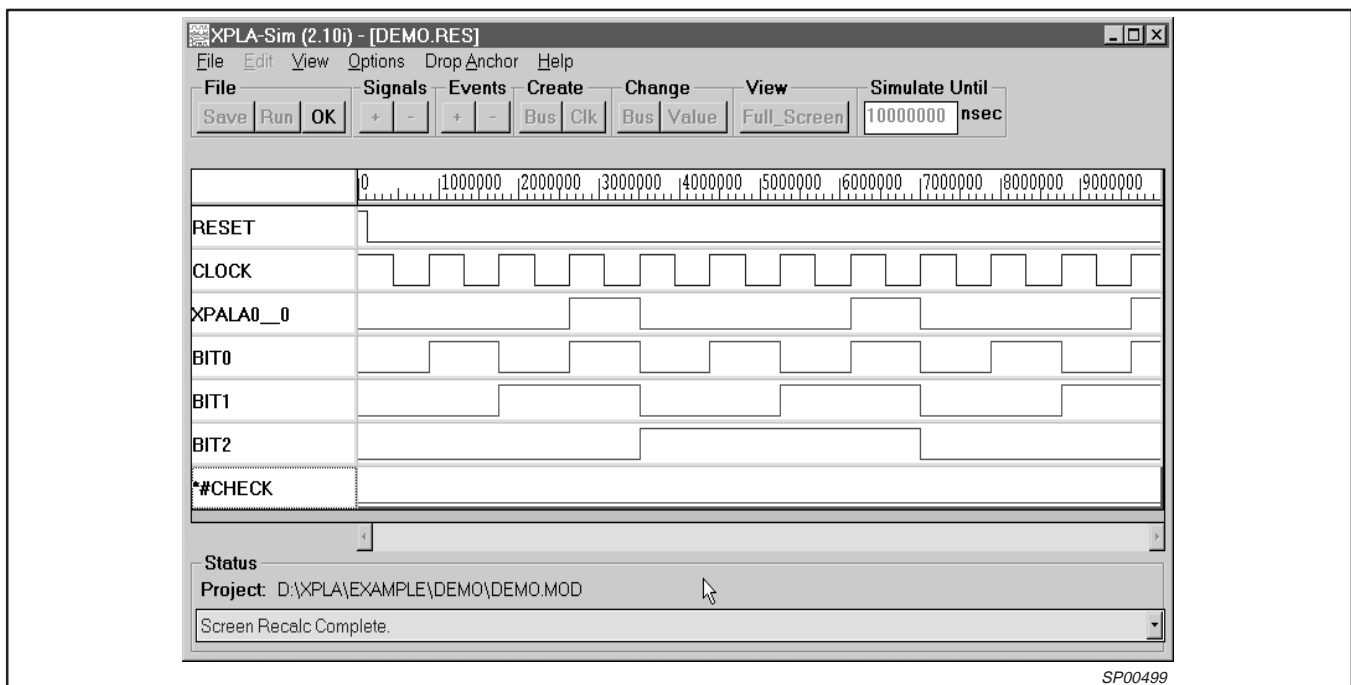 XPLA-Sim (2.10i) - [DEMO.RES]
File Edit View Options Drop Anchor Help
File Signals Events Create Change View Simulate Until
Save Run OK + - + - Bus Clk Bus Value Full_Screen 10000000 nsec
0 1000000 2000000 3000000 4000000 5000000 6000000 7000000 8000000 9000000
RESET
CLOCK
XPALA0__0
BIT0
BIT1
BIT2
*#CHECK
Status
Project: D:\XPLA\EXAMPLE\DEMO\DEMO.MOD
Screen Recalc Complete.
SP00499